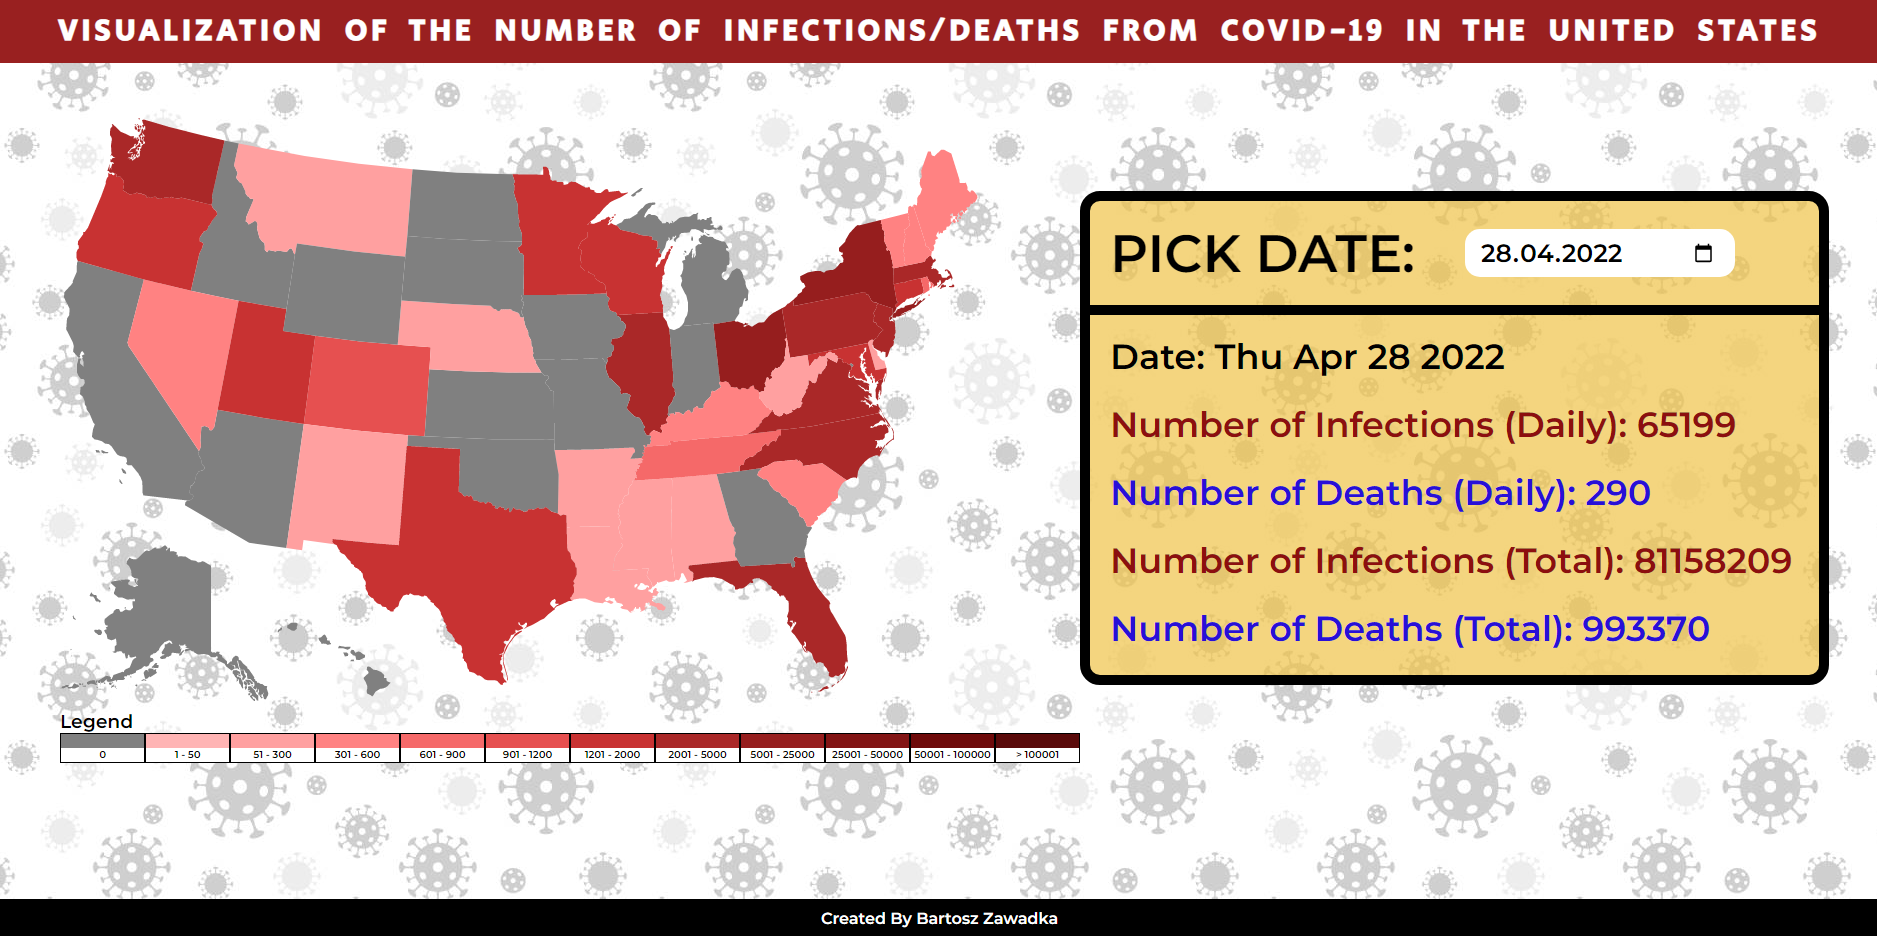 VISUALIZATION OF THE NUMBER OF INFECTIONS/DEATHS FROM COVID-19 IN THE UNITED STATES
PICK DATE: 28.04.2022
Date: Thu Apr 28 2022
Number of Infections (Daily): 65199
Number of Deaths (Daily): 290
Number of Infections (Total): 81158209
Number of Deaths (Total): 993370
Legend
0 1 - 50 51 - 300 301 - 600 601 - 900 901 - 1200 1201 - 2000 2001 - 5000 5001 - 25000 25001 - 50000 50001 - 100000 > 100001
Created By Bartosz Zawadka